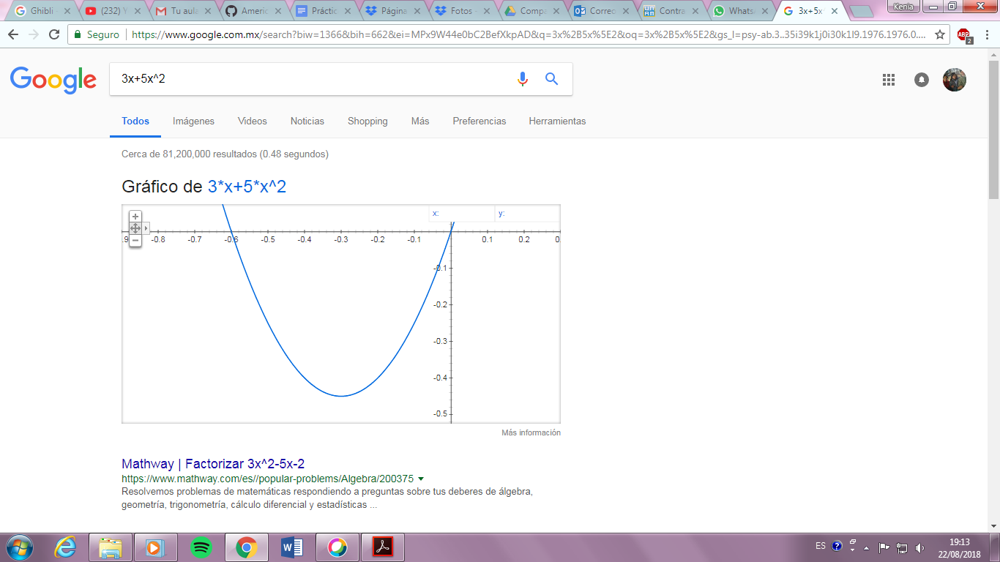 Ghibli -
(232) Y
Tu aula
Americ
Práctic
Página
Fotos -
Compa
Correo
Contra
Whats
3x+5x
Kenia
Seguro
https://www.google.com.mx/search?biw=1366&bih=662&ei=MPx9W44e0bC2BefXkpAD&q=3x%2B5x%5E2&oq=3x%2B5x%5E2&gs_l=psy-ab.3..35i39k1j0i30k1l9.1976.1976.0....
ABP
2
Google
3x+5x^2
Todos Imágenes Videos Noticias Shopping Más Preferencias Herramientas
Cerca de 81,200,000 resultados (0.48 segundos)
Gráfico de 3*x+5*x^2
x: y:
.9 -0.8 -0.7 -0.6 -0.5 -0.4 -0.3 -0.2 -0.1 0.1 0.2 0
-0.1
-0.2
-0.3
-0.4
-0.5
Más información
Mathway | Factorizar 3x^2-5x-2
https://www.mathway.com/es//popular-problems/Algebra/200375
Resolvemos problemas de matemáticas respondiendo a preguntas sobre tus deberes de álgebra,
geometría, trigonometría, cálculo diferencial y estadísticas ...
ES
19:13
22/08/2018